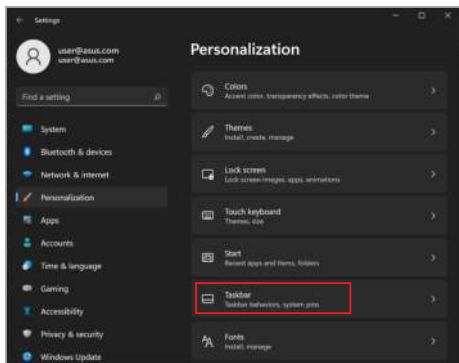 Settings
user@asus.com
user@asus.com
Find a setting
System
Bluetooth & devices
Network & internet
Personalization
Apps
Accounts
Time & language
Gaming
Accessibility
Privacy & security
Windows Update
Personalization
Colors
Accent color, transparency effects, color theme
Themes
Install, create, manage
Lock screen
Lock screen images, apps, animations
Touch keyboard
Themes, size
Start
Recent apps and items, folders
Taskbar
Taskbar behaviors, system pins
Fonts
Install, manage